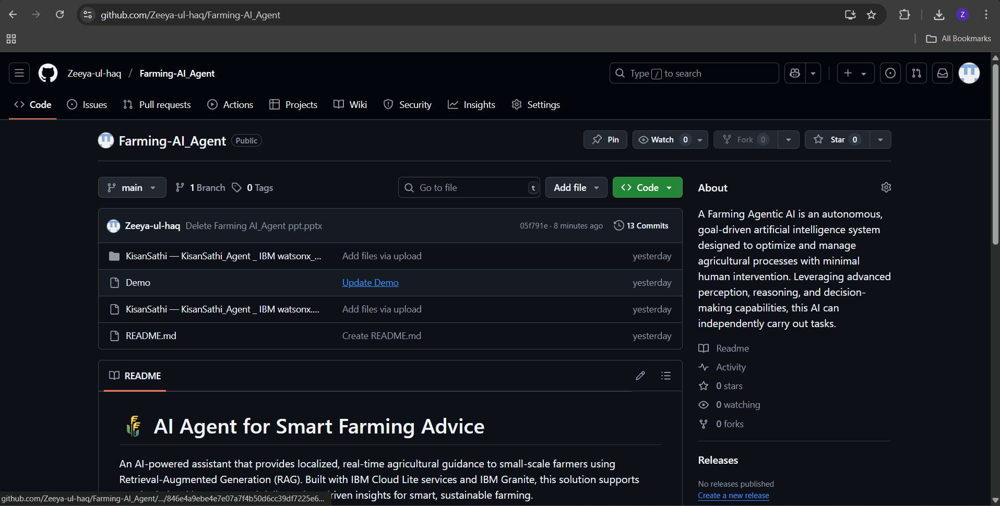 github.com/Zeeya-ul-haq/Farming-AI_Agent
Z
All Bookmarks
Zeeya-ul-haq / Farming-AI_Agent
Type / to search
Code Issues Pull requests Actions Projects Wiki Security Insights Settings
Farming-AI_Agent Public
Pin Watch 0 Fork 0 Star 0
main 1 Branch 0 Tags
Go to file t
Add file Code
Zeeya-ul-haq Delete Farming AI_Agent ppt.pptx 05f791e · 8 minutes ago 13 Commits
KisanSathi — KisanSathi_Agent _ IBM watsonx_... Add files via upload yesterday
Demo Update Demo yesterday
KisanSathi — KisanSathi_Agent _ IBM watsonx.... Add files via upload yesterday
README.md Create README.md yesterday
README
AI Agent for Smart Farming Advice
An AI-powered assistant that provides localized, real-time agricultural guidance to small-scale farmers using
Retrieval-Augmented Generation (RAG). Built with IBM Cloud Lite services and IBM Granite, this solution supports
riven insights for smart, sustainable farming.
About
A Farming Agentic AI is an autonomous,
goal-driven artificial intelligence system
designed to optimize and manage
agricultural processes with minimal
human intervention. Leveraging advanced
perception, reasoning, and decision-
making capabilities, this AI can
independently carry out tasks.
Readme
Activity
0 stars
0 watching
0 forks
Releases
No releases published
Create a new release
github.com/Zeeya-ul-haq/Farming-AI_Agent/.../846e4a9ebe4e7e07a7f4b50d6cc39df7225e6...